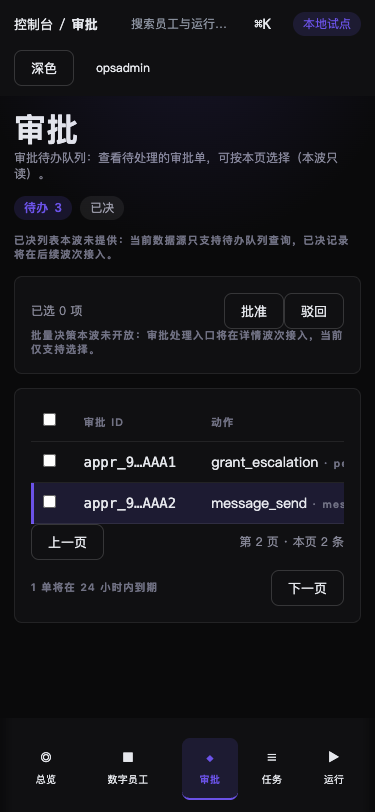 控制台 / 审批 搜索员工与运行… ⌘K 本地试点
深色 opsadmin
审批
审批待办队列：查看待处理的审批单，可按本页选择（本波只
读）。
待办 3 已决
已决列表本波未提供：当前数据源只支持待办队列查询，已决记录
将在后续波次接入。
已选 0 项 批准 驳回
批量决策本波未开放：审批处理入口将在详情波次接入，当前
仅支持选择。
审批 ID 动作
appr_9…AAA1 grant_escalation ·
appr_9…AAA2 message_send · mes
上一页 第 2 页 · 本页 2 条
1 单将在 24 小时内到期 下一页
总览 数字员工 审批 任务 运行